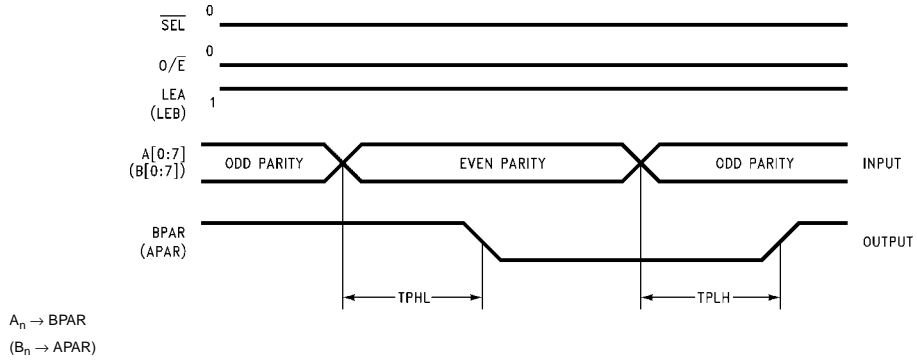 SEL 0
O/E 0
LEA
(LEB) 1
A[0:7]
(B[0:7])
ODD PARITY EVEN PARITY ODD PARITY INPUT
BPAR
(APAR)
OUTPUT
TPHL TPLH
An → BPAR
(Bn → APAR)